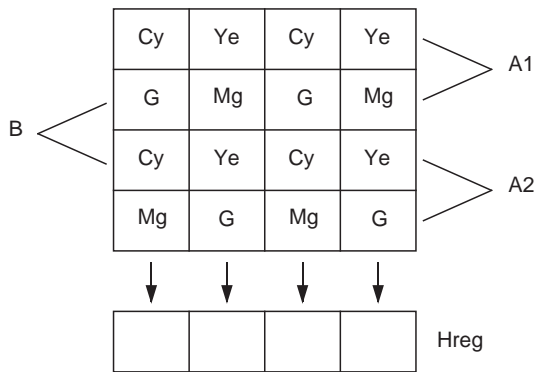 Cy Ye Cy Ye
A1
G Mg G Mg
B
Cy Ye Cy Ye
A2
Mg G Mg G
Hreg